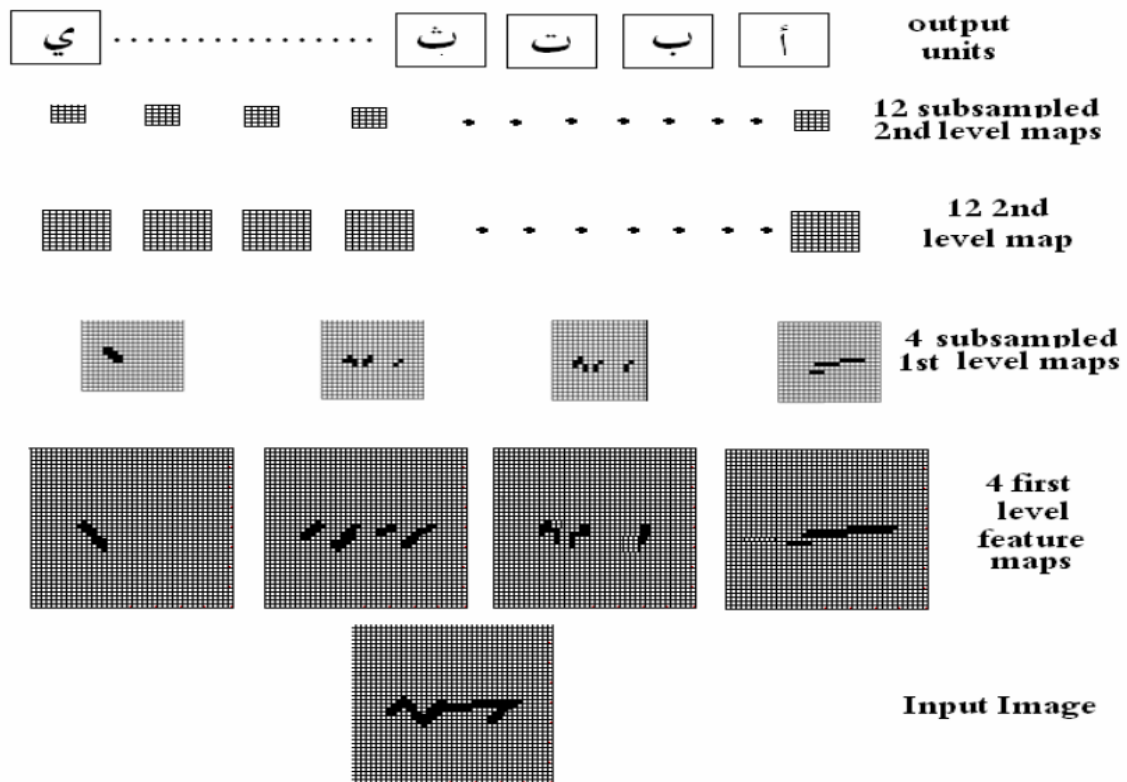 ي ................ ث ت ب أ
output
units
12 subsampled
2nd level maps
12 2nd
level map
4 subsampled
1st level maps
4 first
level
feature
maps
Input Image